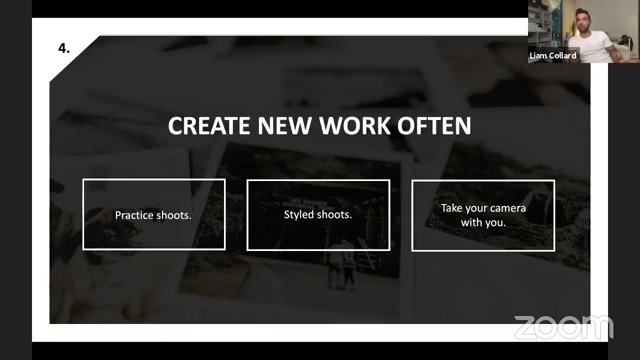 4.
Liam Collard
CREATE NEW WORK OFTEN
Practice shoots.
Styled shoots.
Take your camera
with you.
zoom